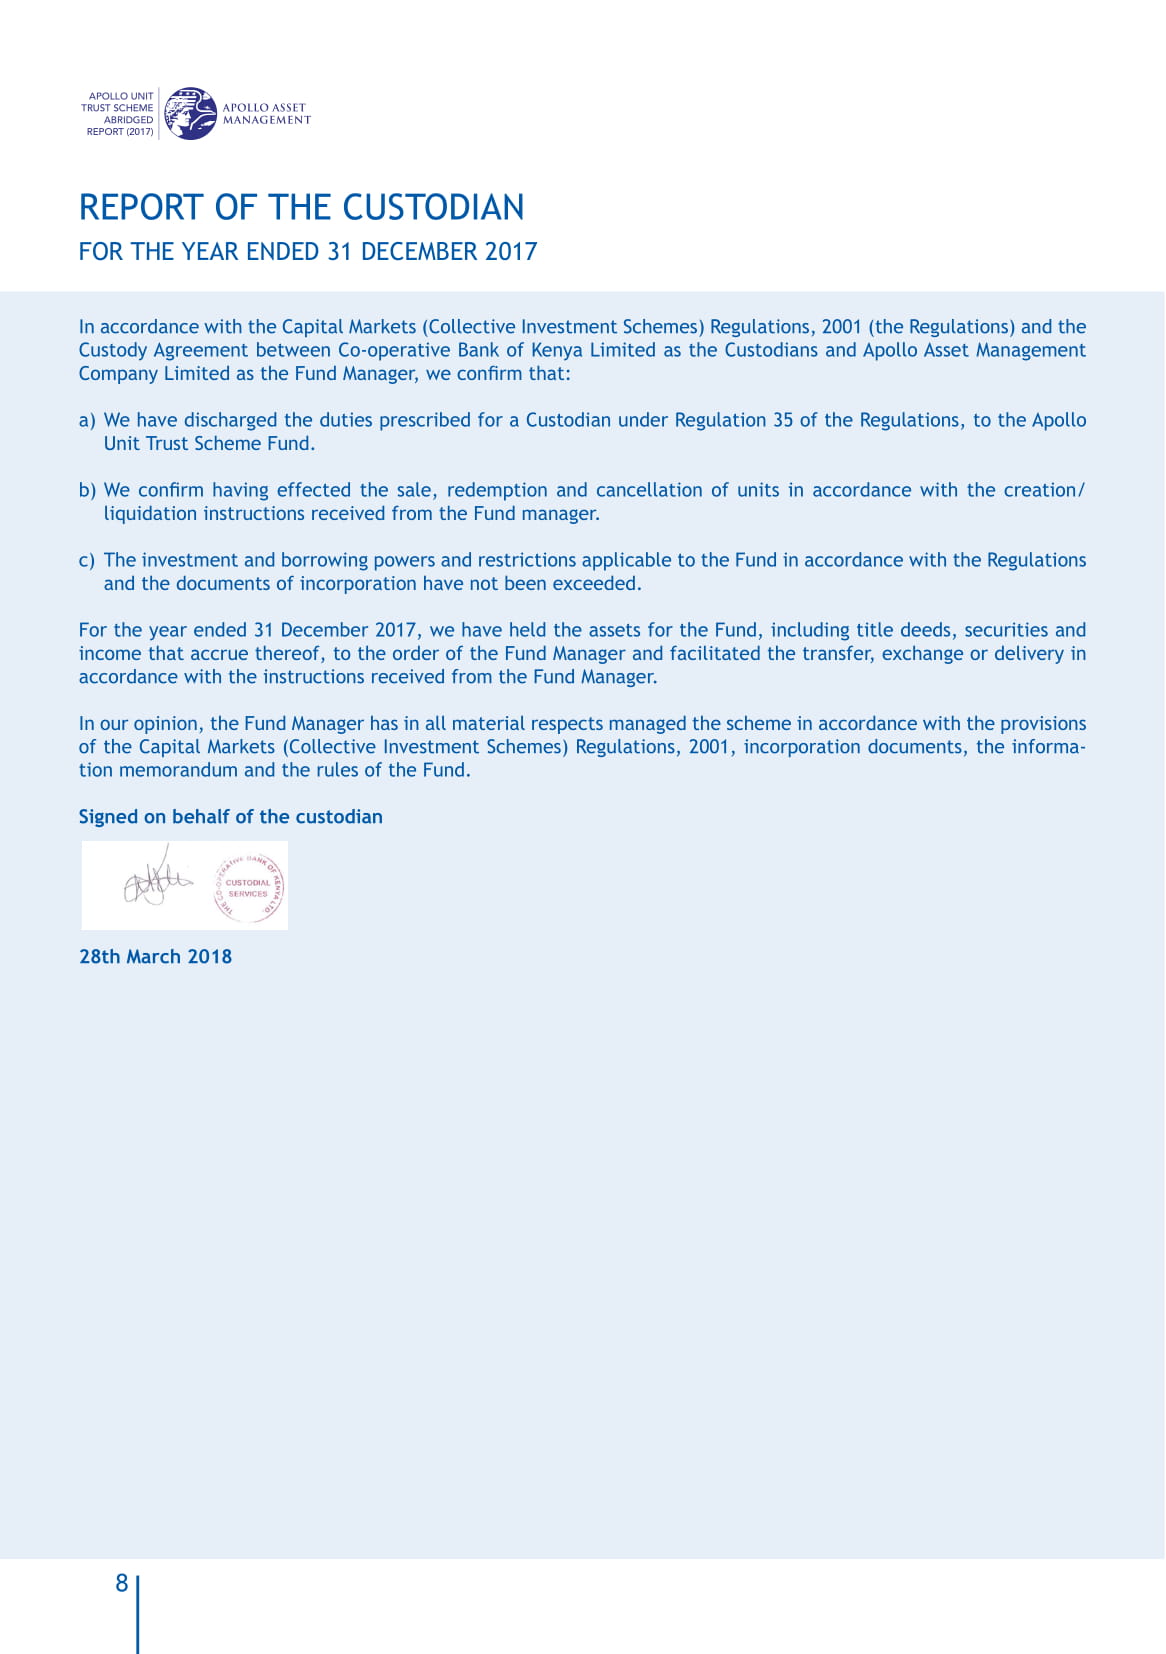 APOLLO UNIT
TRUST SCHEME
ABRIDGED
REPORT (2017)
APOLLO ASSET
MANAGEMENT
REPORT OF THE CUSTODIAN
FOR THE YEAR ENDED 31 DECEMBER 2017
In accordance with the Capital Markets (Collective Investment Schemes) Regulations, 2001 (the Regulations) and the
Custody Agreement between Co-operative Bank of Kenya Limited as the Custodians and Apollo Asset Management
Company Limited as the Fund Manager, we confirm that:
a) We have discharged the duties prescribed for a Custodian under Regulation 35 of the Regulations, to the Apollo
Unit Trust Scheme Fund.
b) We confirm having effected the sale, redemption and cancellation of units in accordance with the creation/
liquidation instructions received from the Fund manager.
c) The investment and borrowing powers and restrictions applicable to the Fund in accordance with the Regulations
and the documents of incorporation have not been exceeded.
For the year ended 31 December 2017, we have held the assets for the Fund, including title deeds, securities and
income that accrue thereof, to the order of the Fund Manager and facilitated the transfer, exchange or delivery in
accordance with the instructions received from the Fund Manager.
In our opinion, the Fund Manager has in all material respects managed the scheme in accordance with the provisions
of the Capital Markets (Collective Investment Schemes) Regulations, 2001, incorporation documents, the informa-
tion memorandum and the rules of the Fund.
Signed on behalf of the custodian
THE CO-OPERATIVE BANK OF KENYA LTD.
CUSTODIAL
SERVICES
28th March 2018
8